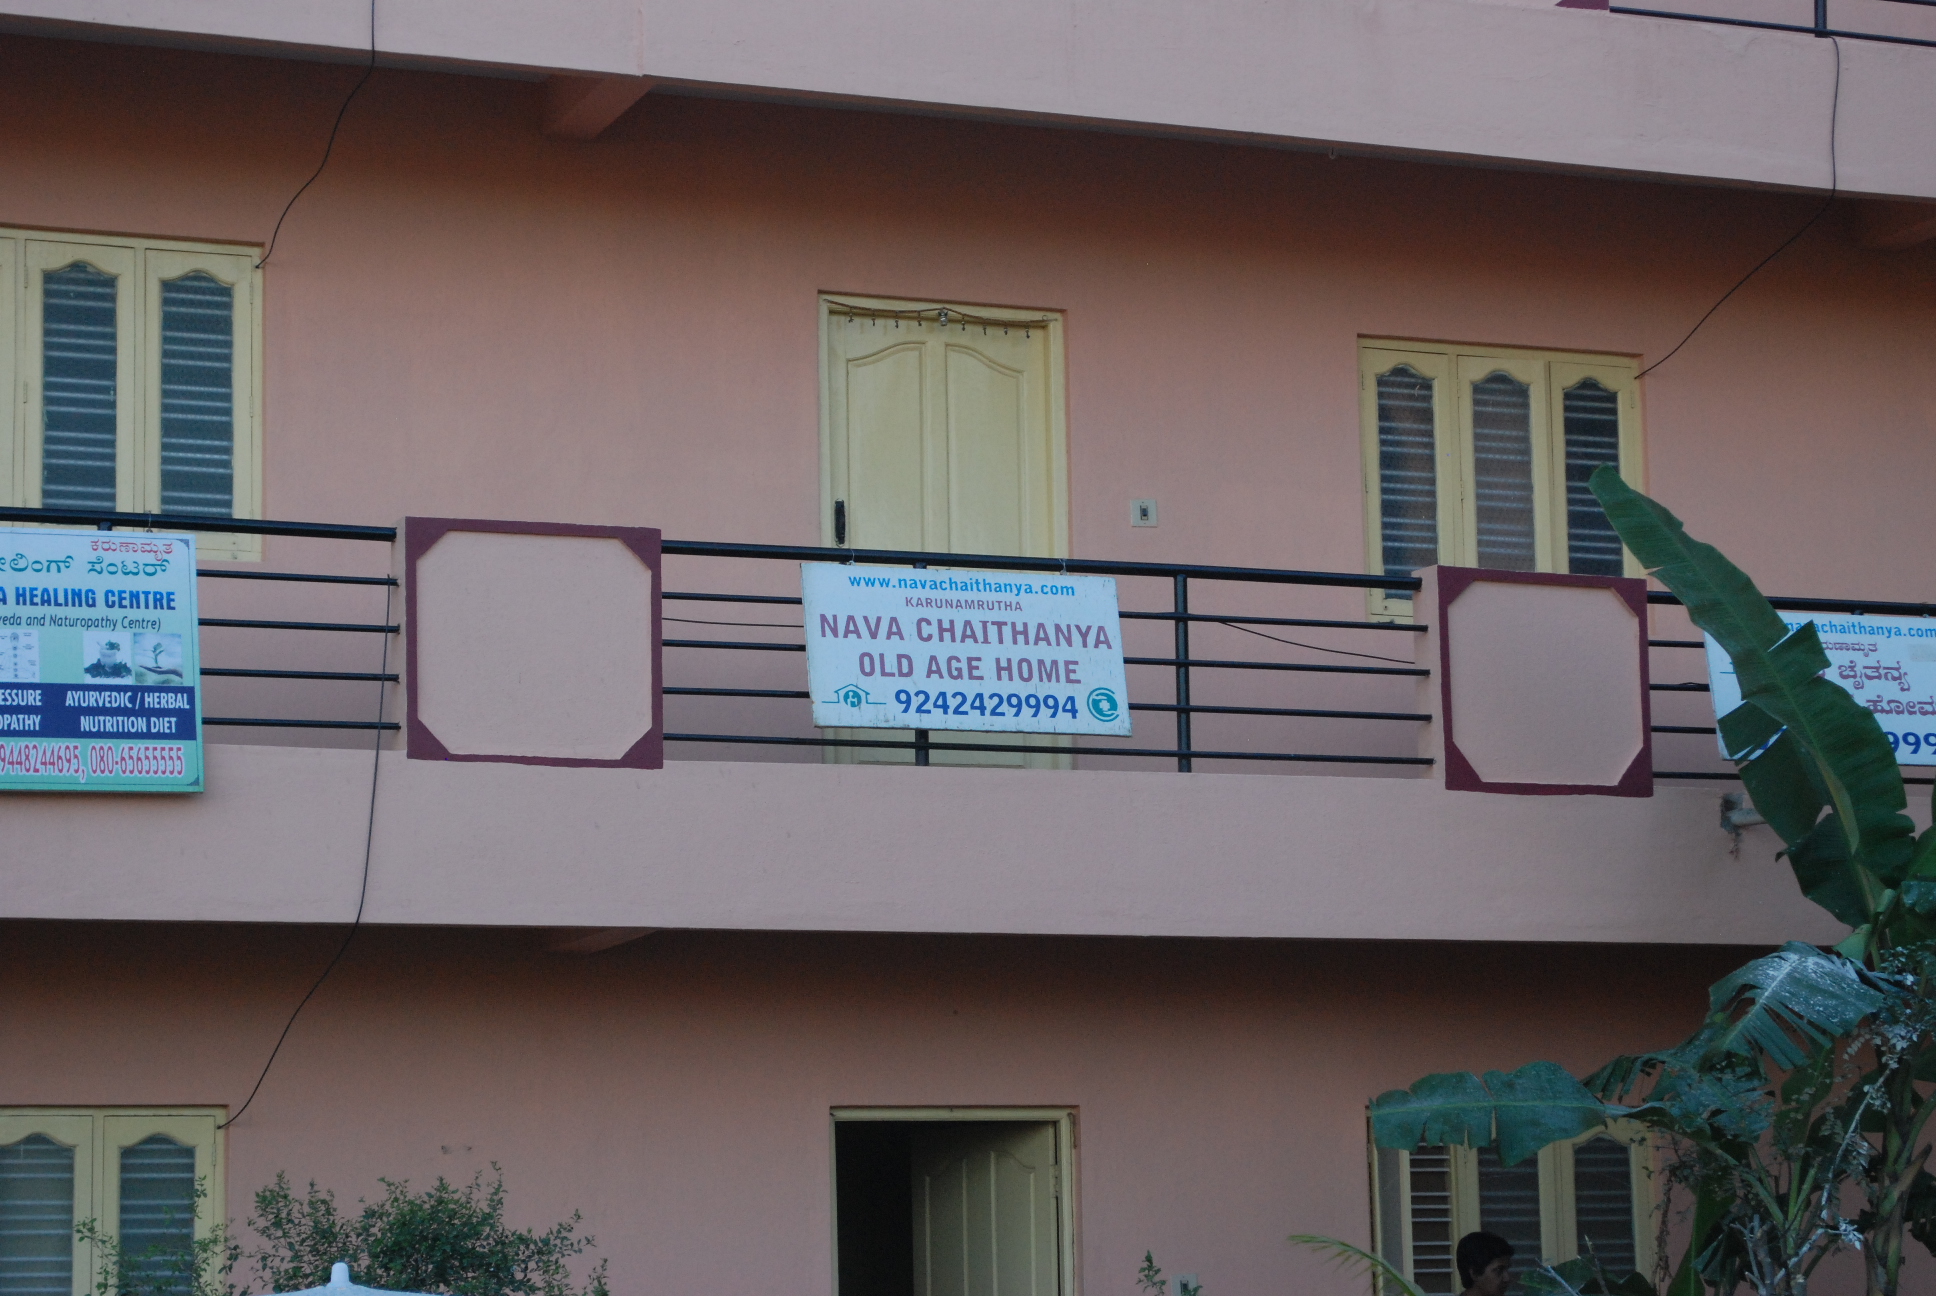 ಕರುಣಾಮೃತ
ೀಲಿಂಗ್ ಸೆಂಟರ್
A HEALING CENTRE
veda and Naturopathy Centre)
ESSURE
OPATHY
AYURVEDIC / HERBAL
NUTRITION DIET
9448244695, 080-65655555
www.navachaithanya.com
KARUNAMRUTHA
NAVA CHAITHANYA
OLD AGE HOME
9242429994
navachaithanya.com
ರುಣಾಮೃತ
ಚೈತನ್ಯ
ಹೋಮ
999